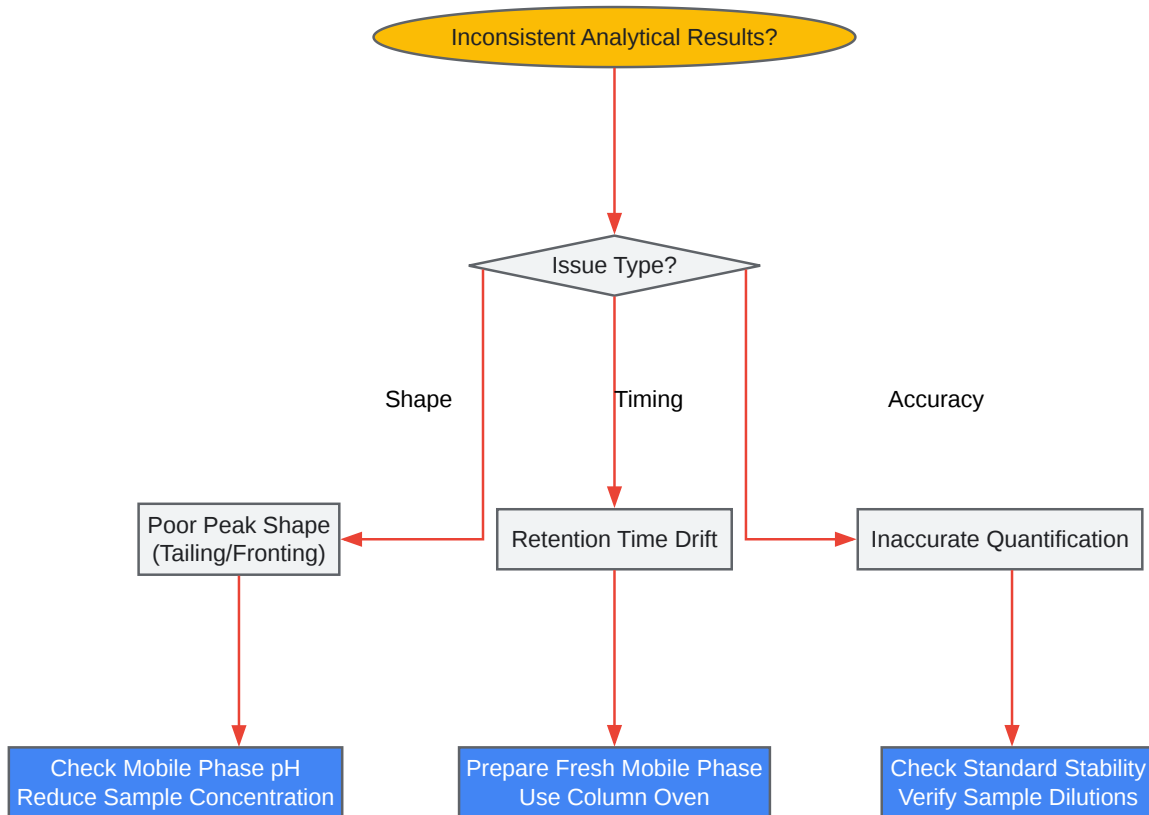 Inconsistent Analytical Results?
Issue Type?
Shape
Timing
Accuracy
Poor Peak Shape
(Tailing/Fronting)
Retention Time Drift
Inaccurate Quantification
Check Mobile Phase pH
Reduce Sample Concentration
Prepare Fresh Mobile Phase
Use Column Oven
Check Standard Stability
Verify Sample Dilutions